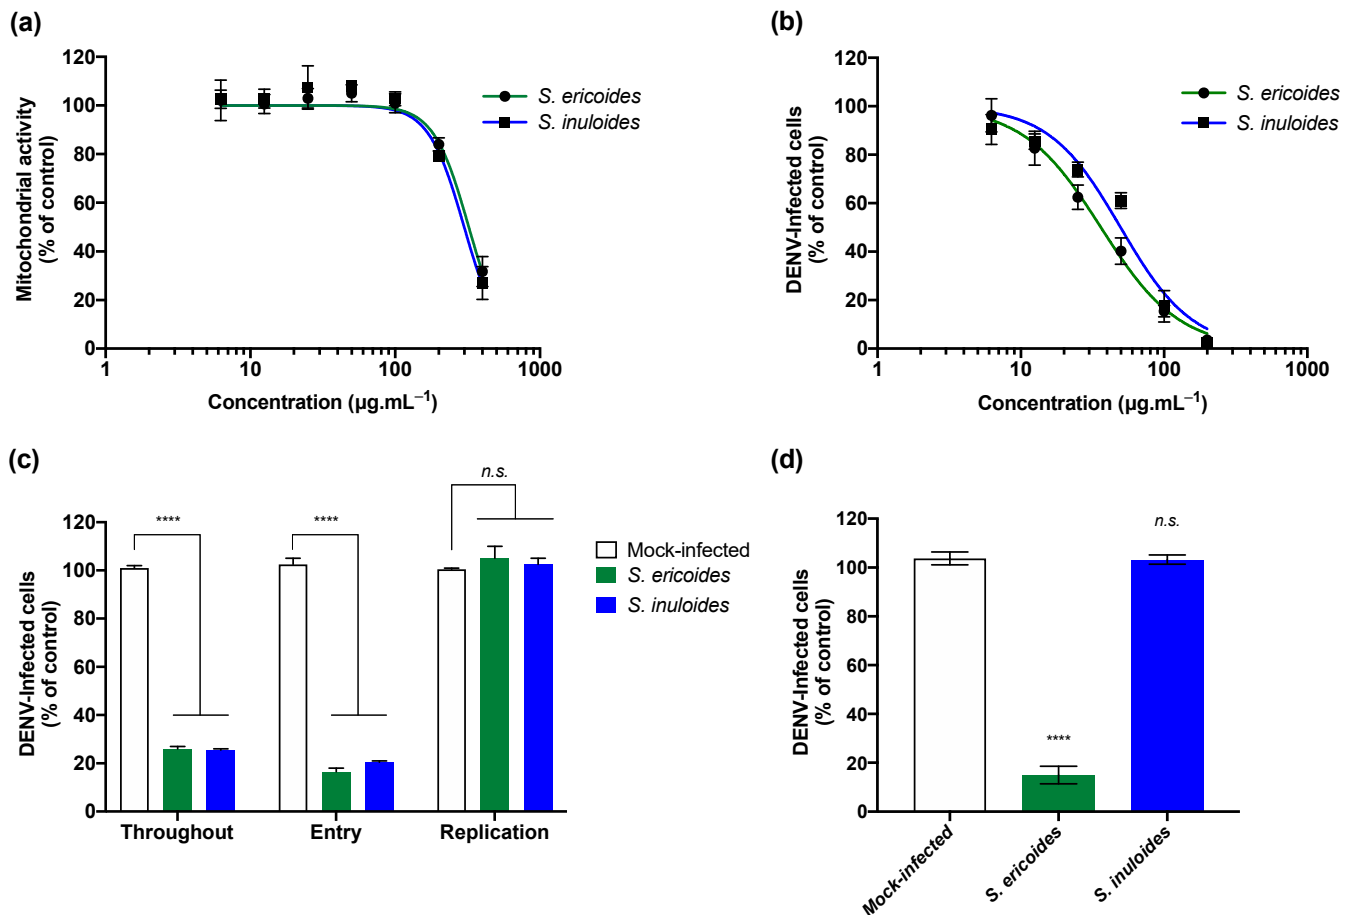 (a)
Mitochondrial activity
(% of control)
120
100
80
60
40
20
0
1
10
100
1000
Concentration (µg.mL⁻¹)
S. ericoides
S. inuloides
(b)
DENV-Infected cells
(% of control)
120
100
80
60
40
20
0
1
10
100
1000
Concentration (µg.mL⁻¹)
S. ericoides
S. inuloides
(c)
DENV-Infected cells
(% of control)
120
100
80
60
40
20
0
****
****
n.s.
Throughout
Entry
Replication
Mock-infected
S. ericoides
S. inuloides
(d)
DENV-Infected cells
(% of control)
120
100
80
60
40
20
0
****
n.s.
Mock-infected
S. ericoides
S. inuloides